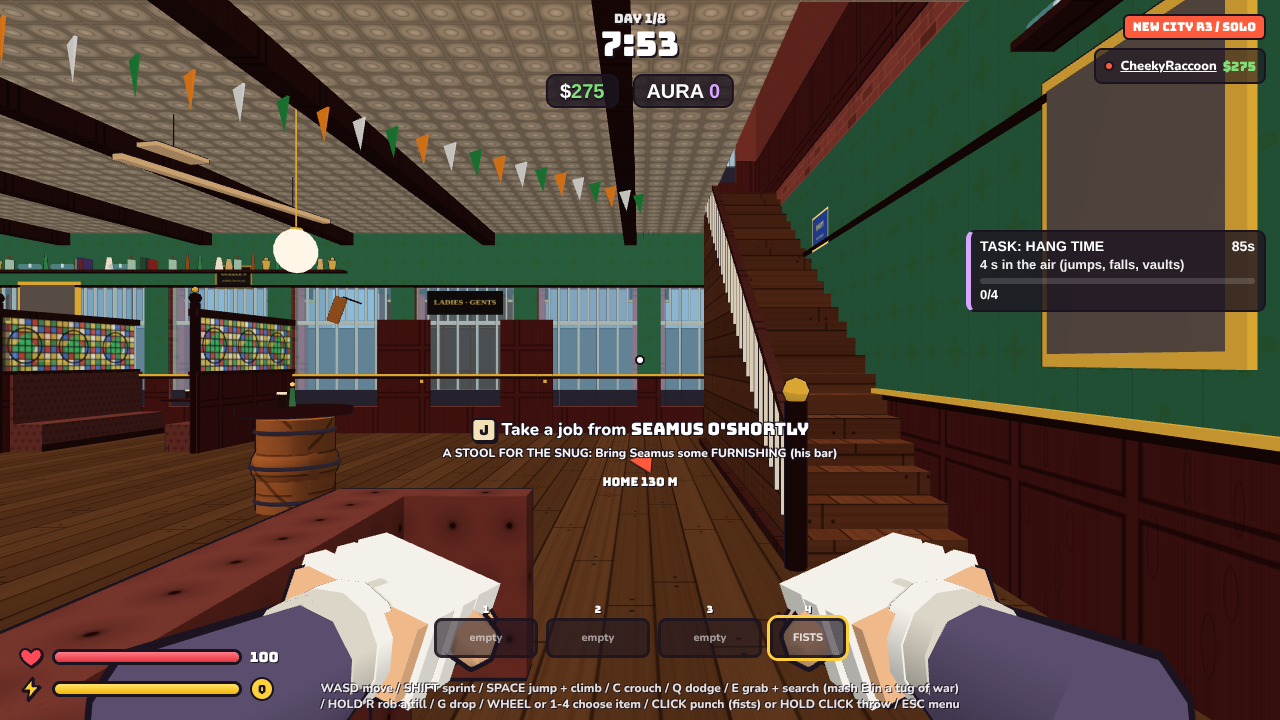 DAY 1/8
7:53
$275
AURA 0
NEW CITY R3 / SOLO
CheekyRaccoon $275
TASK: HANG TIME 85s
4 s in the air (jumps, falls, vaults)
0/4
LADIES · GENTS
J Take a job from SEAMUS O'SHORTLY
A STOOL FOR THE SNUG: Bring Seamus some FURNISHING (his bar)
HOME 130 M
1 2 3 4
empty empty empty FISTS
100
0
WASD move / SHIFT sprint / SPACE jump + climb / C crouch / Q dodge / E grab + search (mash E in a tug of war)
/ HOLD R rob a till / G drop / WHEEL or 1-4 choose item / CLICK punch (fists) or HOLD CLICK throw / ESC menu